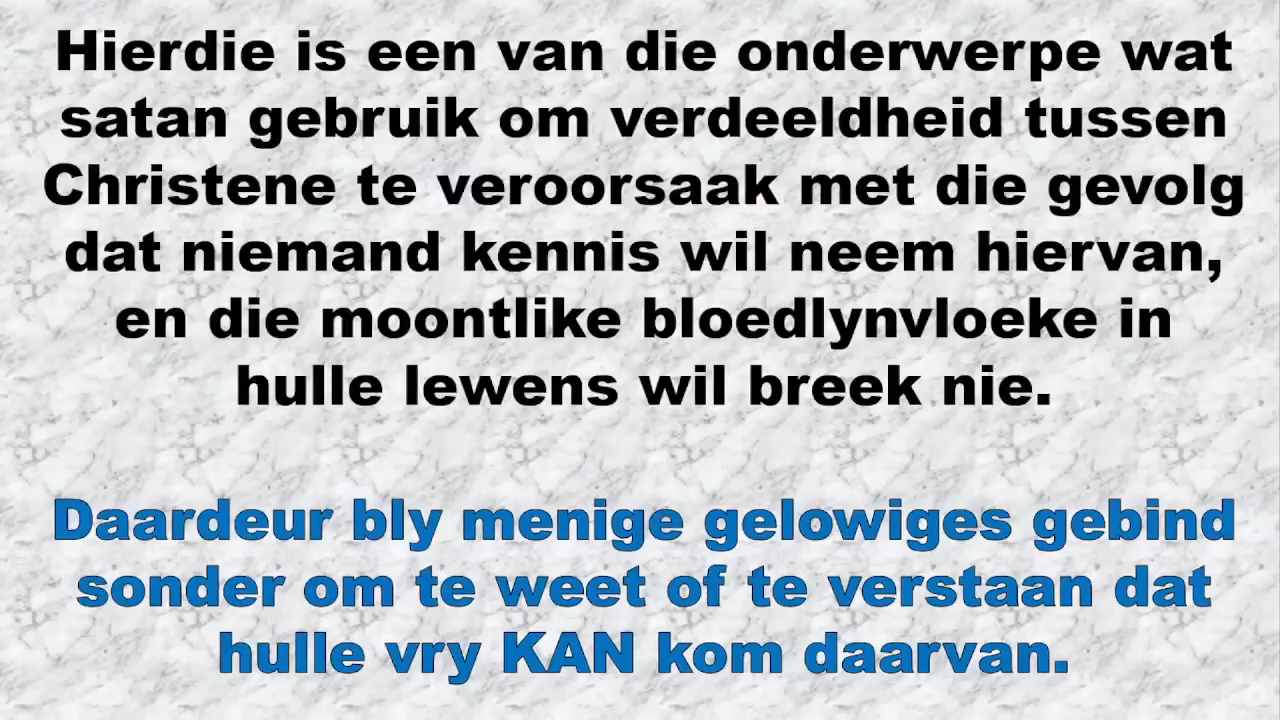 Hierdie is een van die onderwerpe wat
satan gebruik om verdeeldheid tussen
Christene te veroorsaak met die gevolg
dat niemand kennis wil neem hiervan,
en die moontlike bloedlynvloeke in
hulle lewens wil breek nie.
Daardeur bly menige gelowiges gebind
sonder om te weet of te verstaan dat
hulle vry KAN kom daarvan.